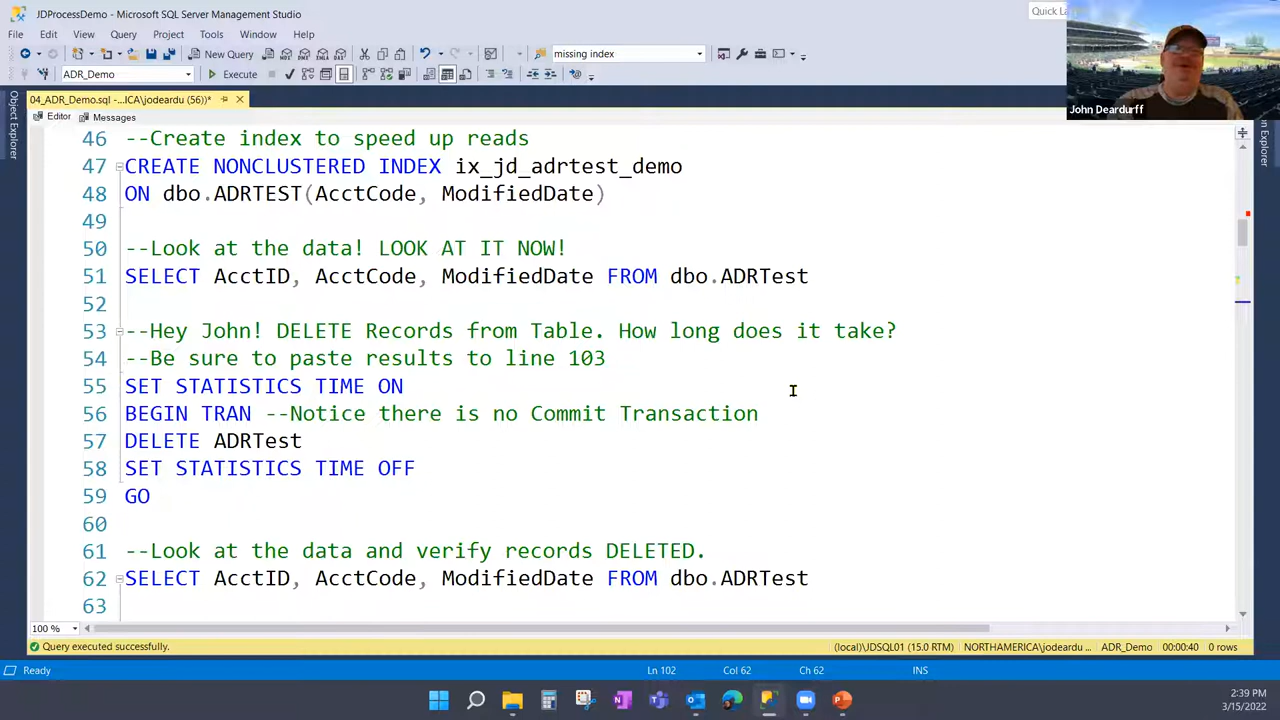 JDProcessDemo - Microsoft SQL Server Management Studio
Quick La
File Edit View Query Project Tools Window Help
New Query
missing index
ADR_Demo
Execute
04_ADR_Demo.sql -...ICA\jodeardu (56))*
John Deardurff
Object Explorer
Editor Messages
46 --Create index to speed up reads
47 CREATE NONCLUSTERED INDEX ix_jd_adrtest_demo
48 ON dbo.ADRTEST(AcctCode, ModifiedDate)
49
50 --Look at the data! LOOK AT IT NOW!
51 SELECT AcctID, AcctCode, ModifiedDate FROM dbo.ADRTest
52
53 --Hey John! DELETE Records from Table. How long does it take?
54 --Be sure to paste results to line 103
55 SET STATISTICS TIME ON
56 BEGIN TRAN --Notice there is no Commit Transaction
57 DELETE ADRTest
58 SET STATISTICS TIME OFF
59 GO
60
61 --Look at the data and verify records DELETED.
62 SELECT AcctID, AcctCode, ModifiedDate FROM dbo.ADRTest
63
100 %
Query executed successfully.
(local)\JDSQL01 (15.0 RTM) NORTHAMERICA\jodeardu ... ADR_Demo 00:00:40 0 rows
Ready
Ln 102 Col 62 Ch 62 INS
2:39 PM
3/15/2022